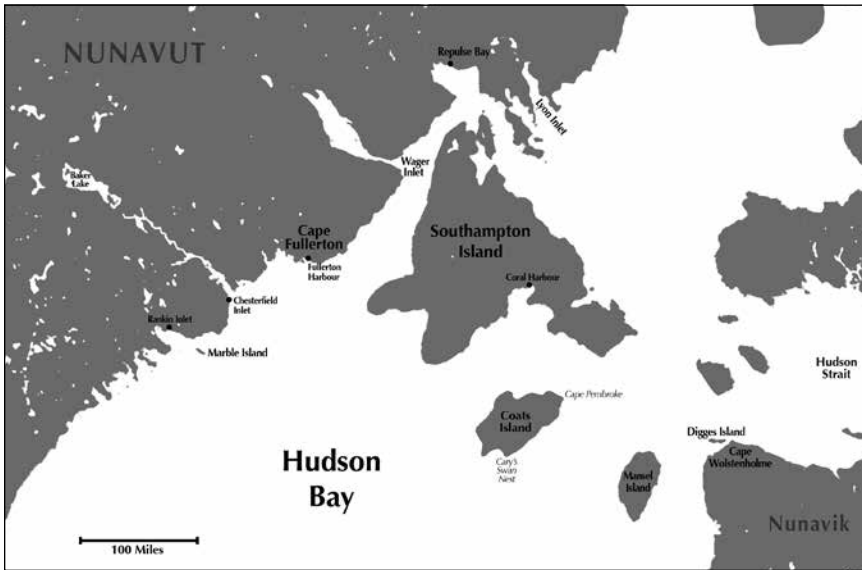 NUNAVUT
Repulse Bay
Lyon Inlet
Wager
Inlet
Baker
Lake
Cape
Fullerton
Fullerton
Harbour
Southampton
Island
Coral Harbour
Chesterfield
Inlet
Rankin Inlet
Marble Island
Hudson
Strait
Cape Pembroke
Coats
Island
Digges Island
Cape
Wolstenholme
Cary's
Swan
Nest
Mansel
Island
Hudson
Bay
Nunavik
100 Miles